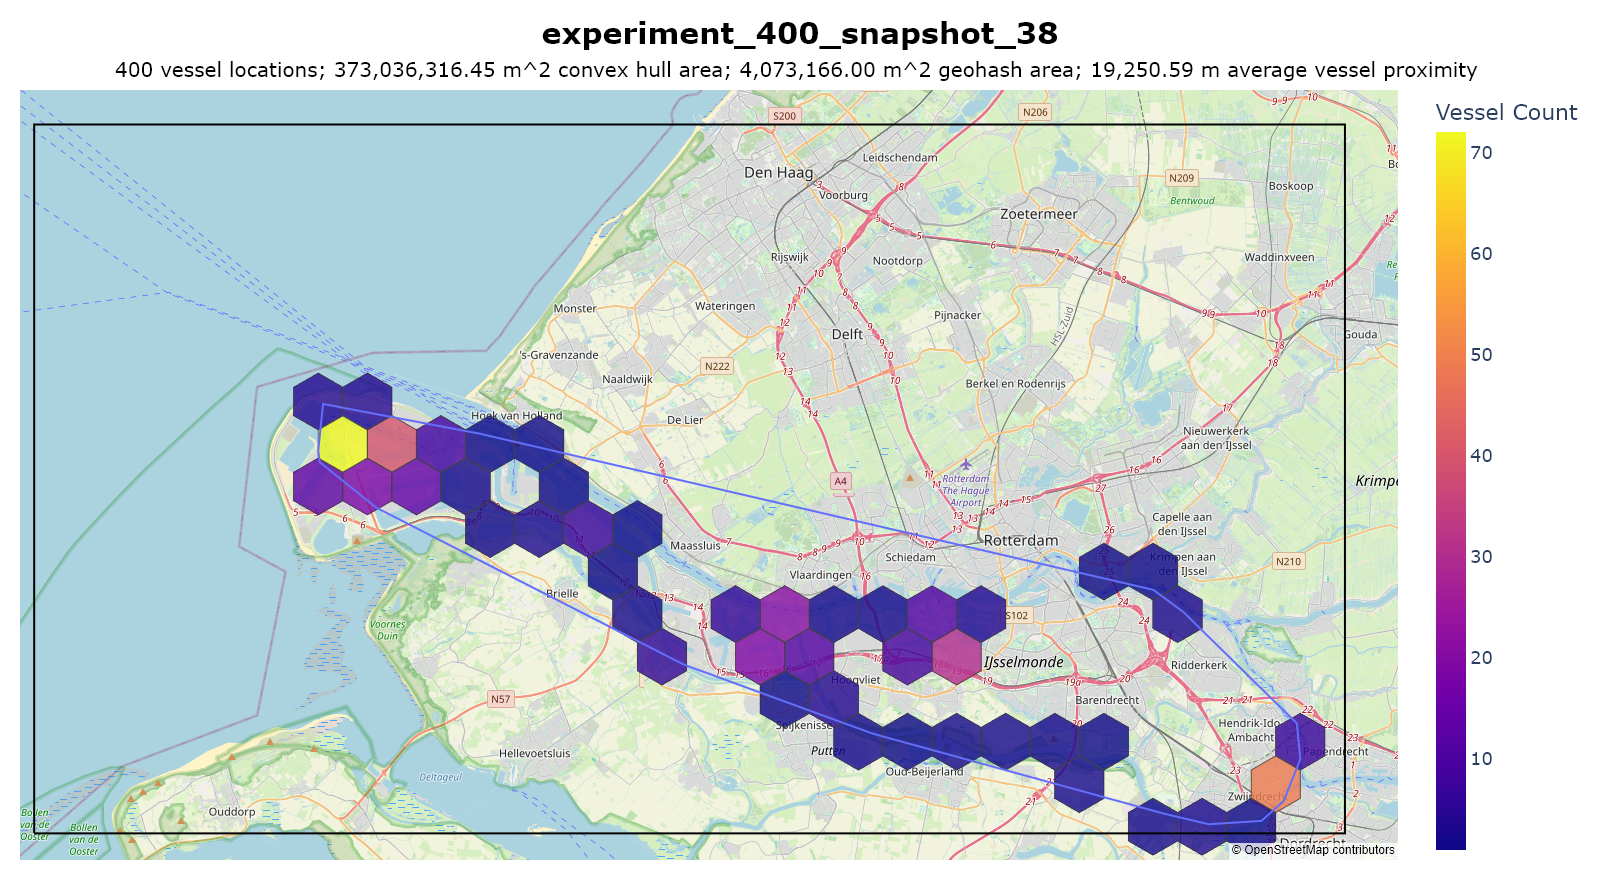 experiment_400_snapshot_38
400 vessel locations; 373,036,316.45 m^2 convex hull area; 4,073,166.00 m^2 geohash area; 19,250.59 m average vessel proximity
Vessel Count
70
60
50
40
30
20
10
S200
N206
Leidschendam
Den Haag
Voorburg
N209
Boskoop
Bentwoud
Zoetermeer
Rijswijk
Nootdorp
Waddinxveen
Monster
Wateringen
Pijnacker
HSL-Zuid
Delft
Gouda
's-Gravenzande
N222
Naaldwijk
Berkel en Rodenrijs
Hoek van Holland
De Lier
Nieuwerkerk
aan den IJssel
A4
Rotterdam
The Hague
Airport
Krimpe
Capelle aan
den IJssel
Maassluis
Schiedam
Rotterdam
Krimpen aan
den IJssel
N210
Vlaardingen
Brielle
S102
Voornes
Duin
IJsselmonde
Ridderkerk
Hoogvliet
N57
Barendrecht
Spijkenisse
Hendrik-Ido-
Ambacht
Putten
Papendrecht
Hellevoetsluis
Oud-Beijerland
Deltageul
Zwijndrecht
Ouddorp
Bollen
van de
Ooster
Bollen
van de
Ooster
Dordrecht
© OpenStreetMap contributors